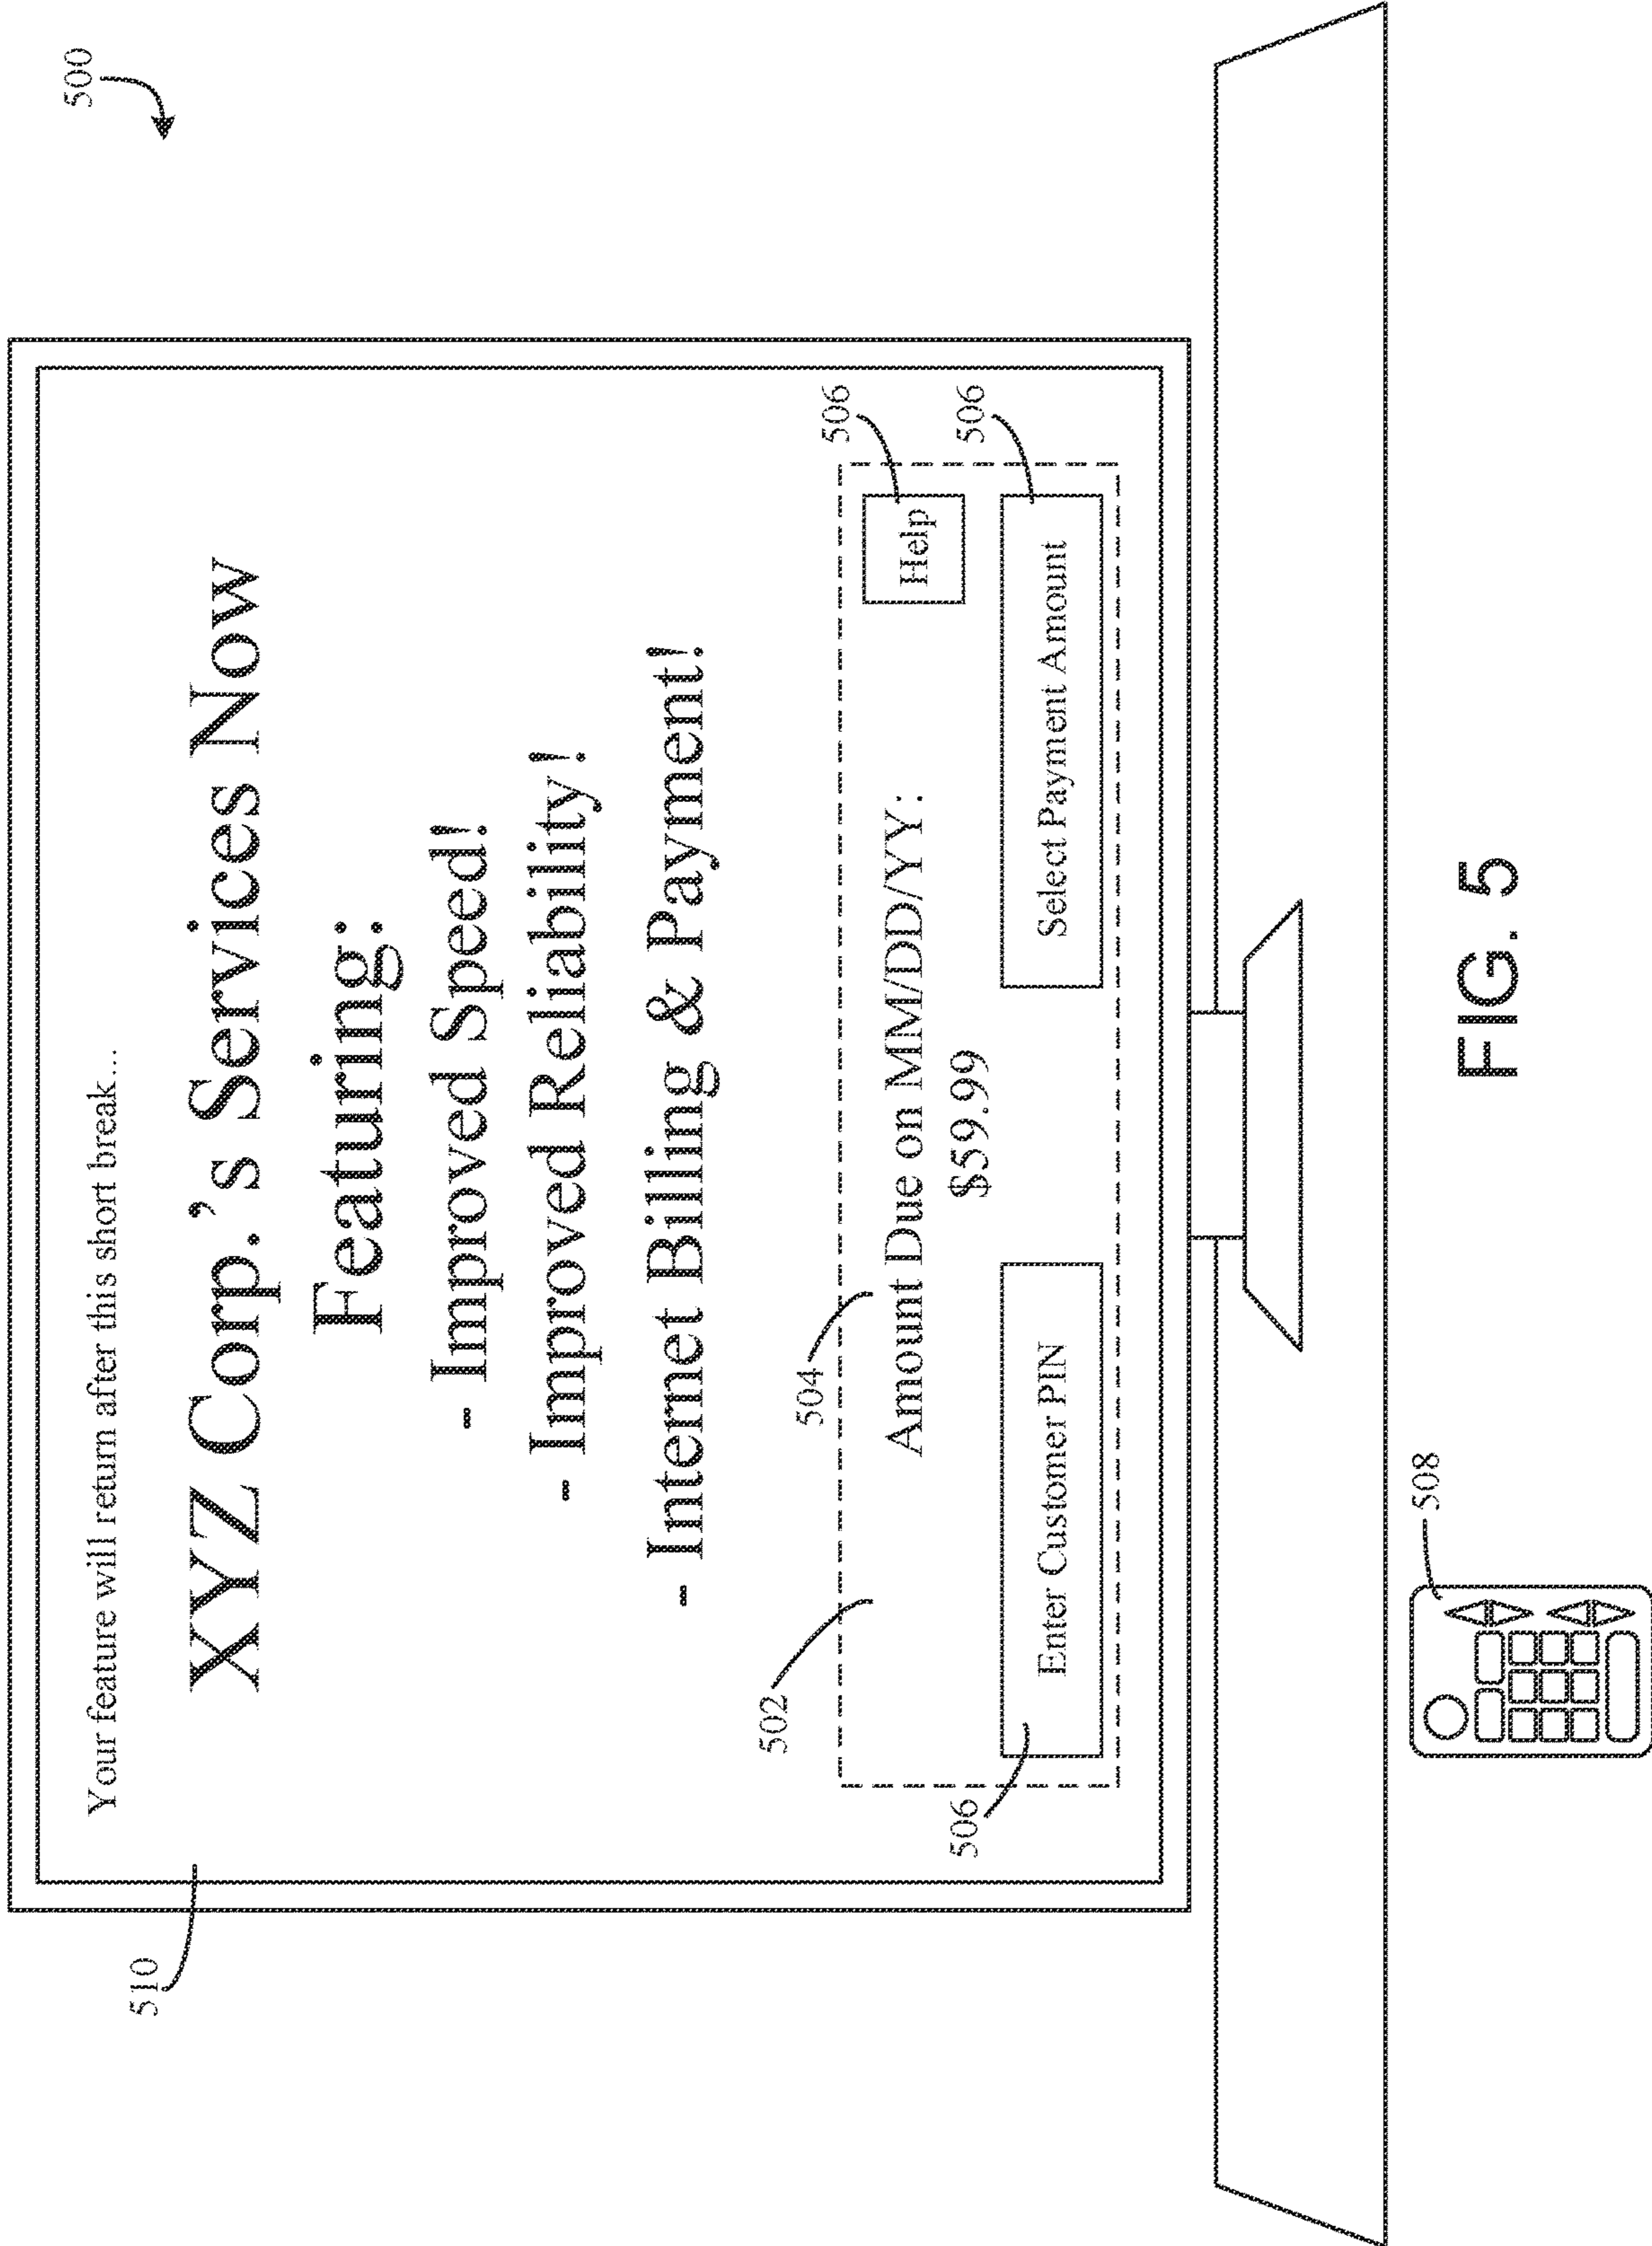 500
510
Your feature will return after this short break...
XYZ Corp.'s Services Now
Featuring:
- Improved Speed!
- Improved Reliability!
- Internet Billing & Payment!
502
504
506
Amount Due on MM/DD/YY:
$59.99
Help
506
506
Enter Customer PIN
Select Payment Amount
508
FIG. 5